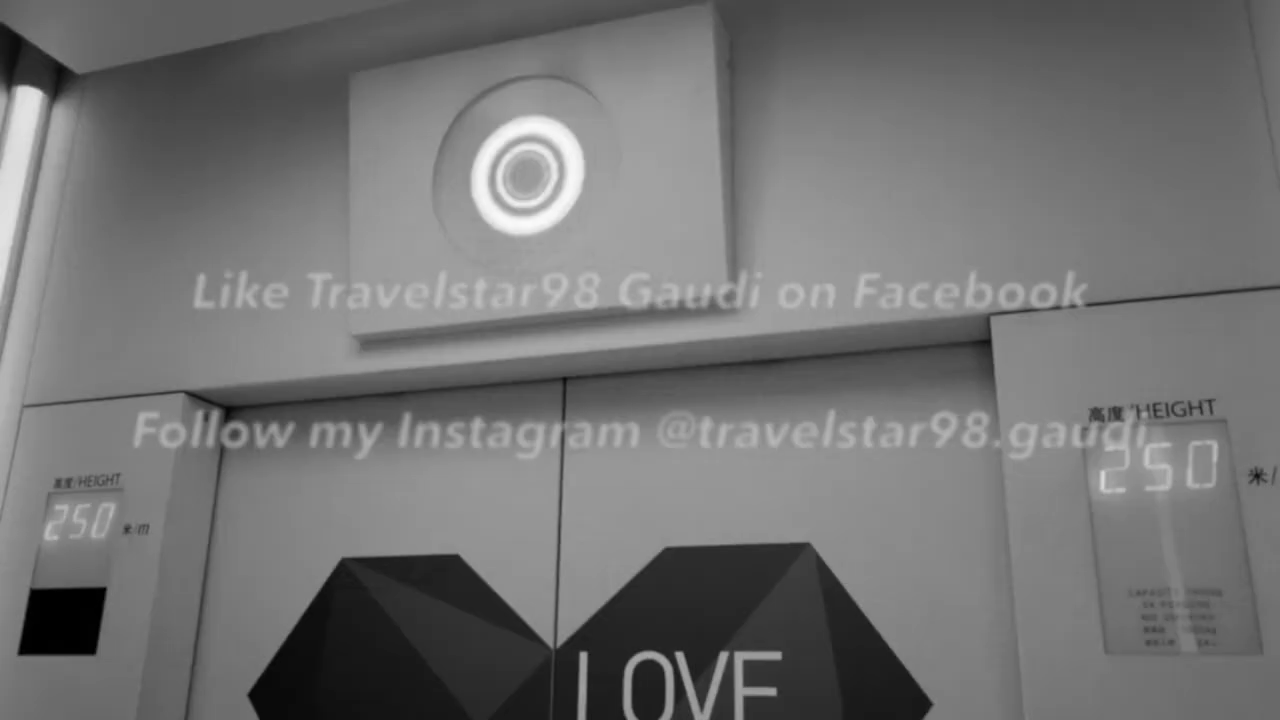 Like Travelstar98 Gaudi on Facebook
Follow my Instagram @travelstar98.gaudi
高度/HEIGHT
250 米/m
高度/HEIGHT
250 米/
LOVE